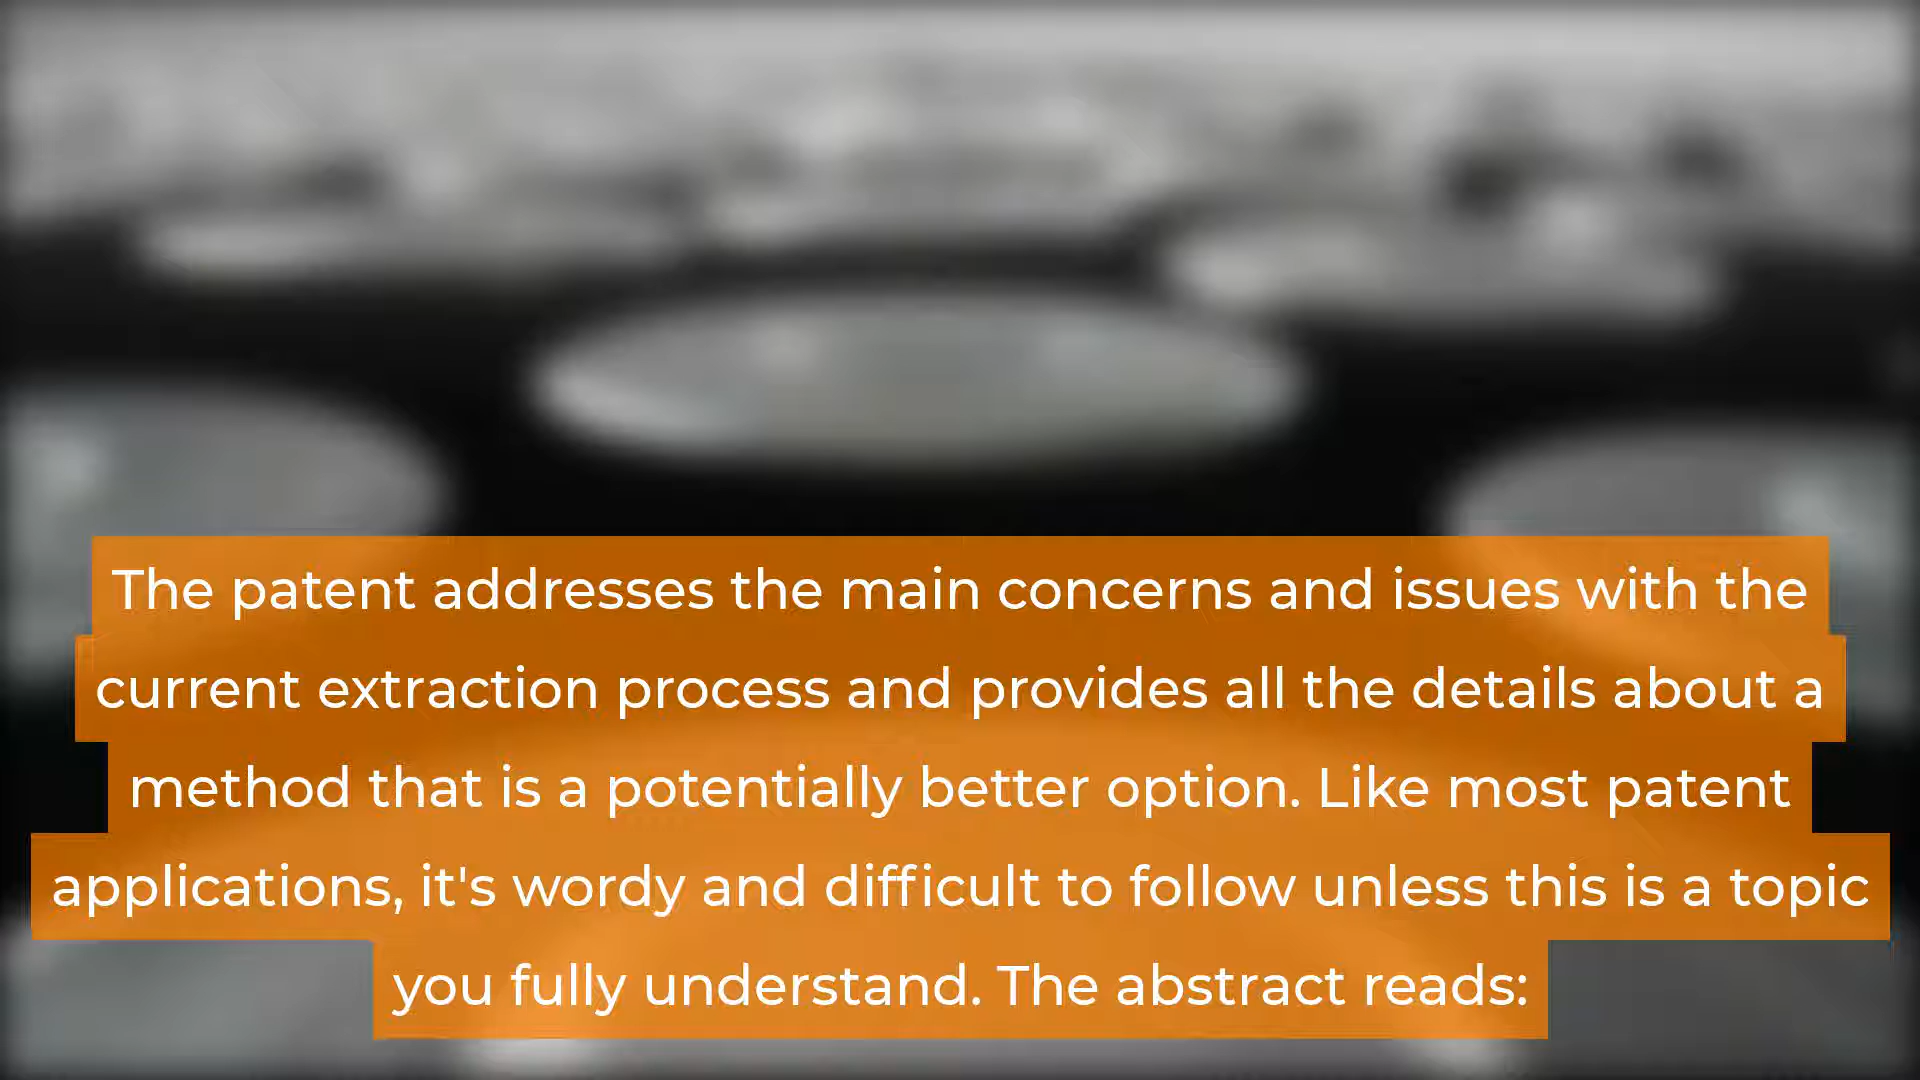 The patent addresses the main concerns and issues with the
current extraction process and provides all the details about a
method that is a potentially better option. Like most patent
applications, it's wordy and difficult to follow unless this is a topic
you fully understand. The abstract reads: